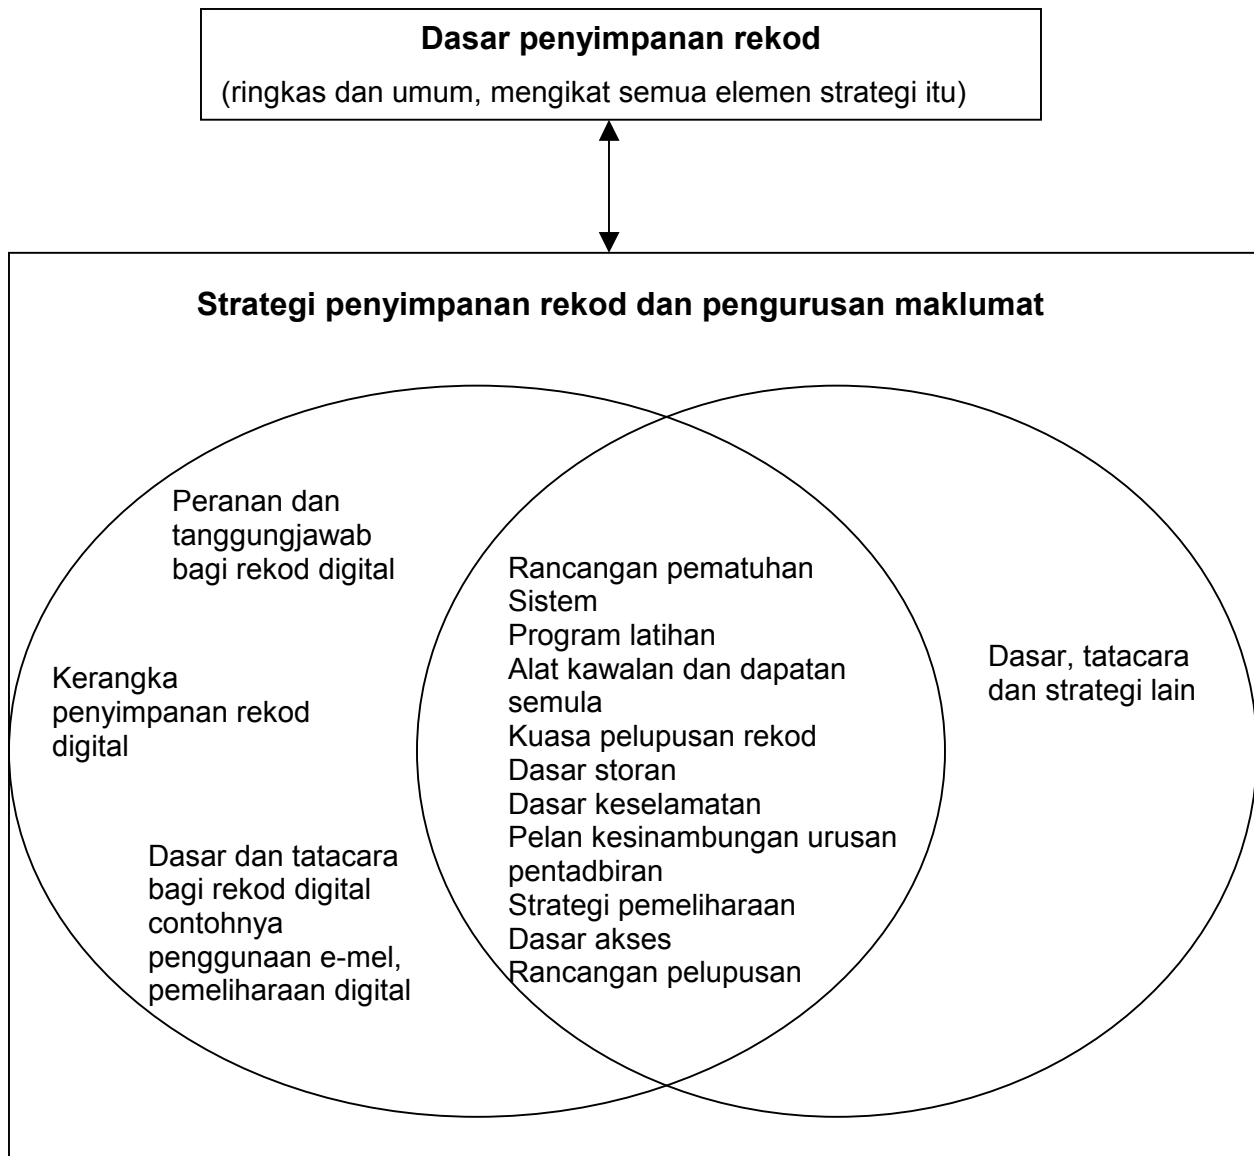 Dasar penyimpanan rekod
(ringkas dan umum, mengikat semua elemen strategi itu)
Strategi penyimpanan rekod dan pengurusan maklumat
Peranan dan
tanggungjawab
bagi rekod digital
Kerangka
penyimpanan rekod
digital
Dasar dan tatacara
bagi rekod digital
contohnya
penggunaan e-mel,
pemeliharaan digital
Rancangan pematuhan
Sistem
Program latihan
Alat kawalan dan dapatan
semula
Kuasa pelupusan rekod
Dasar storan
Dasar keselamatan
Pelan kesinambungan urusan
pentadbiran
Strategi pemeliharaan
Dasar akses
Rancangan pelupusan
Dasar, tatacara
dan strategi lain